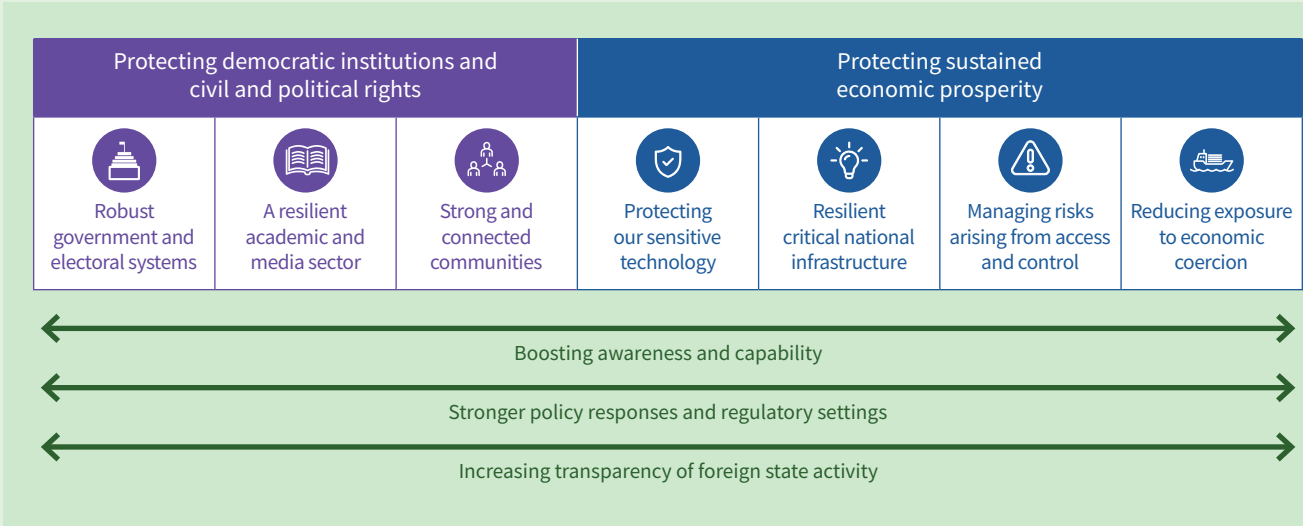 Protecting democratic institutions and
civil and political rights
Protecting sustained
economic prosperity
Robust
government and
electoral systems
A resilient
academic and
media sector
Strong and
connected
communities
Protecting
our sensitive
technology
Resilient
critical national
infrastructure
Managing risks
arising from access
and control
Reducing exposure
to economic
coercion
Boosting awareness and capability
Stronger policy responses and regulatory settings
Increasing transparency of foreign state activity